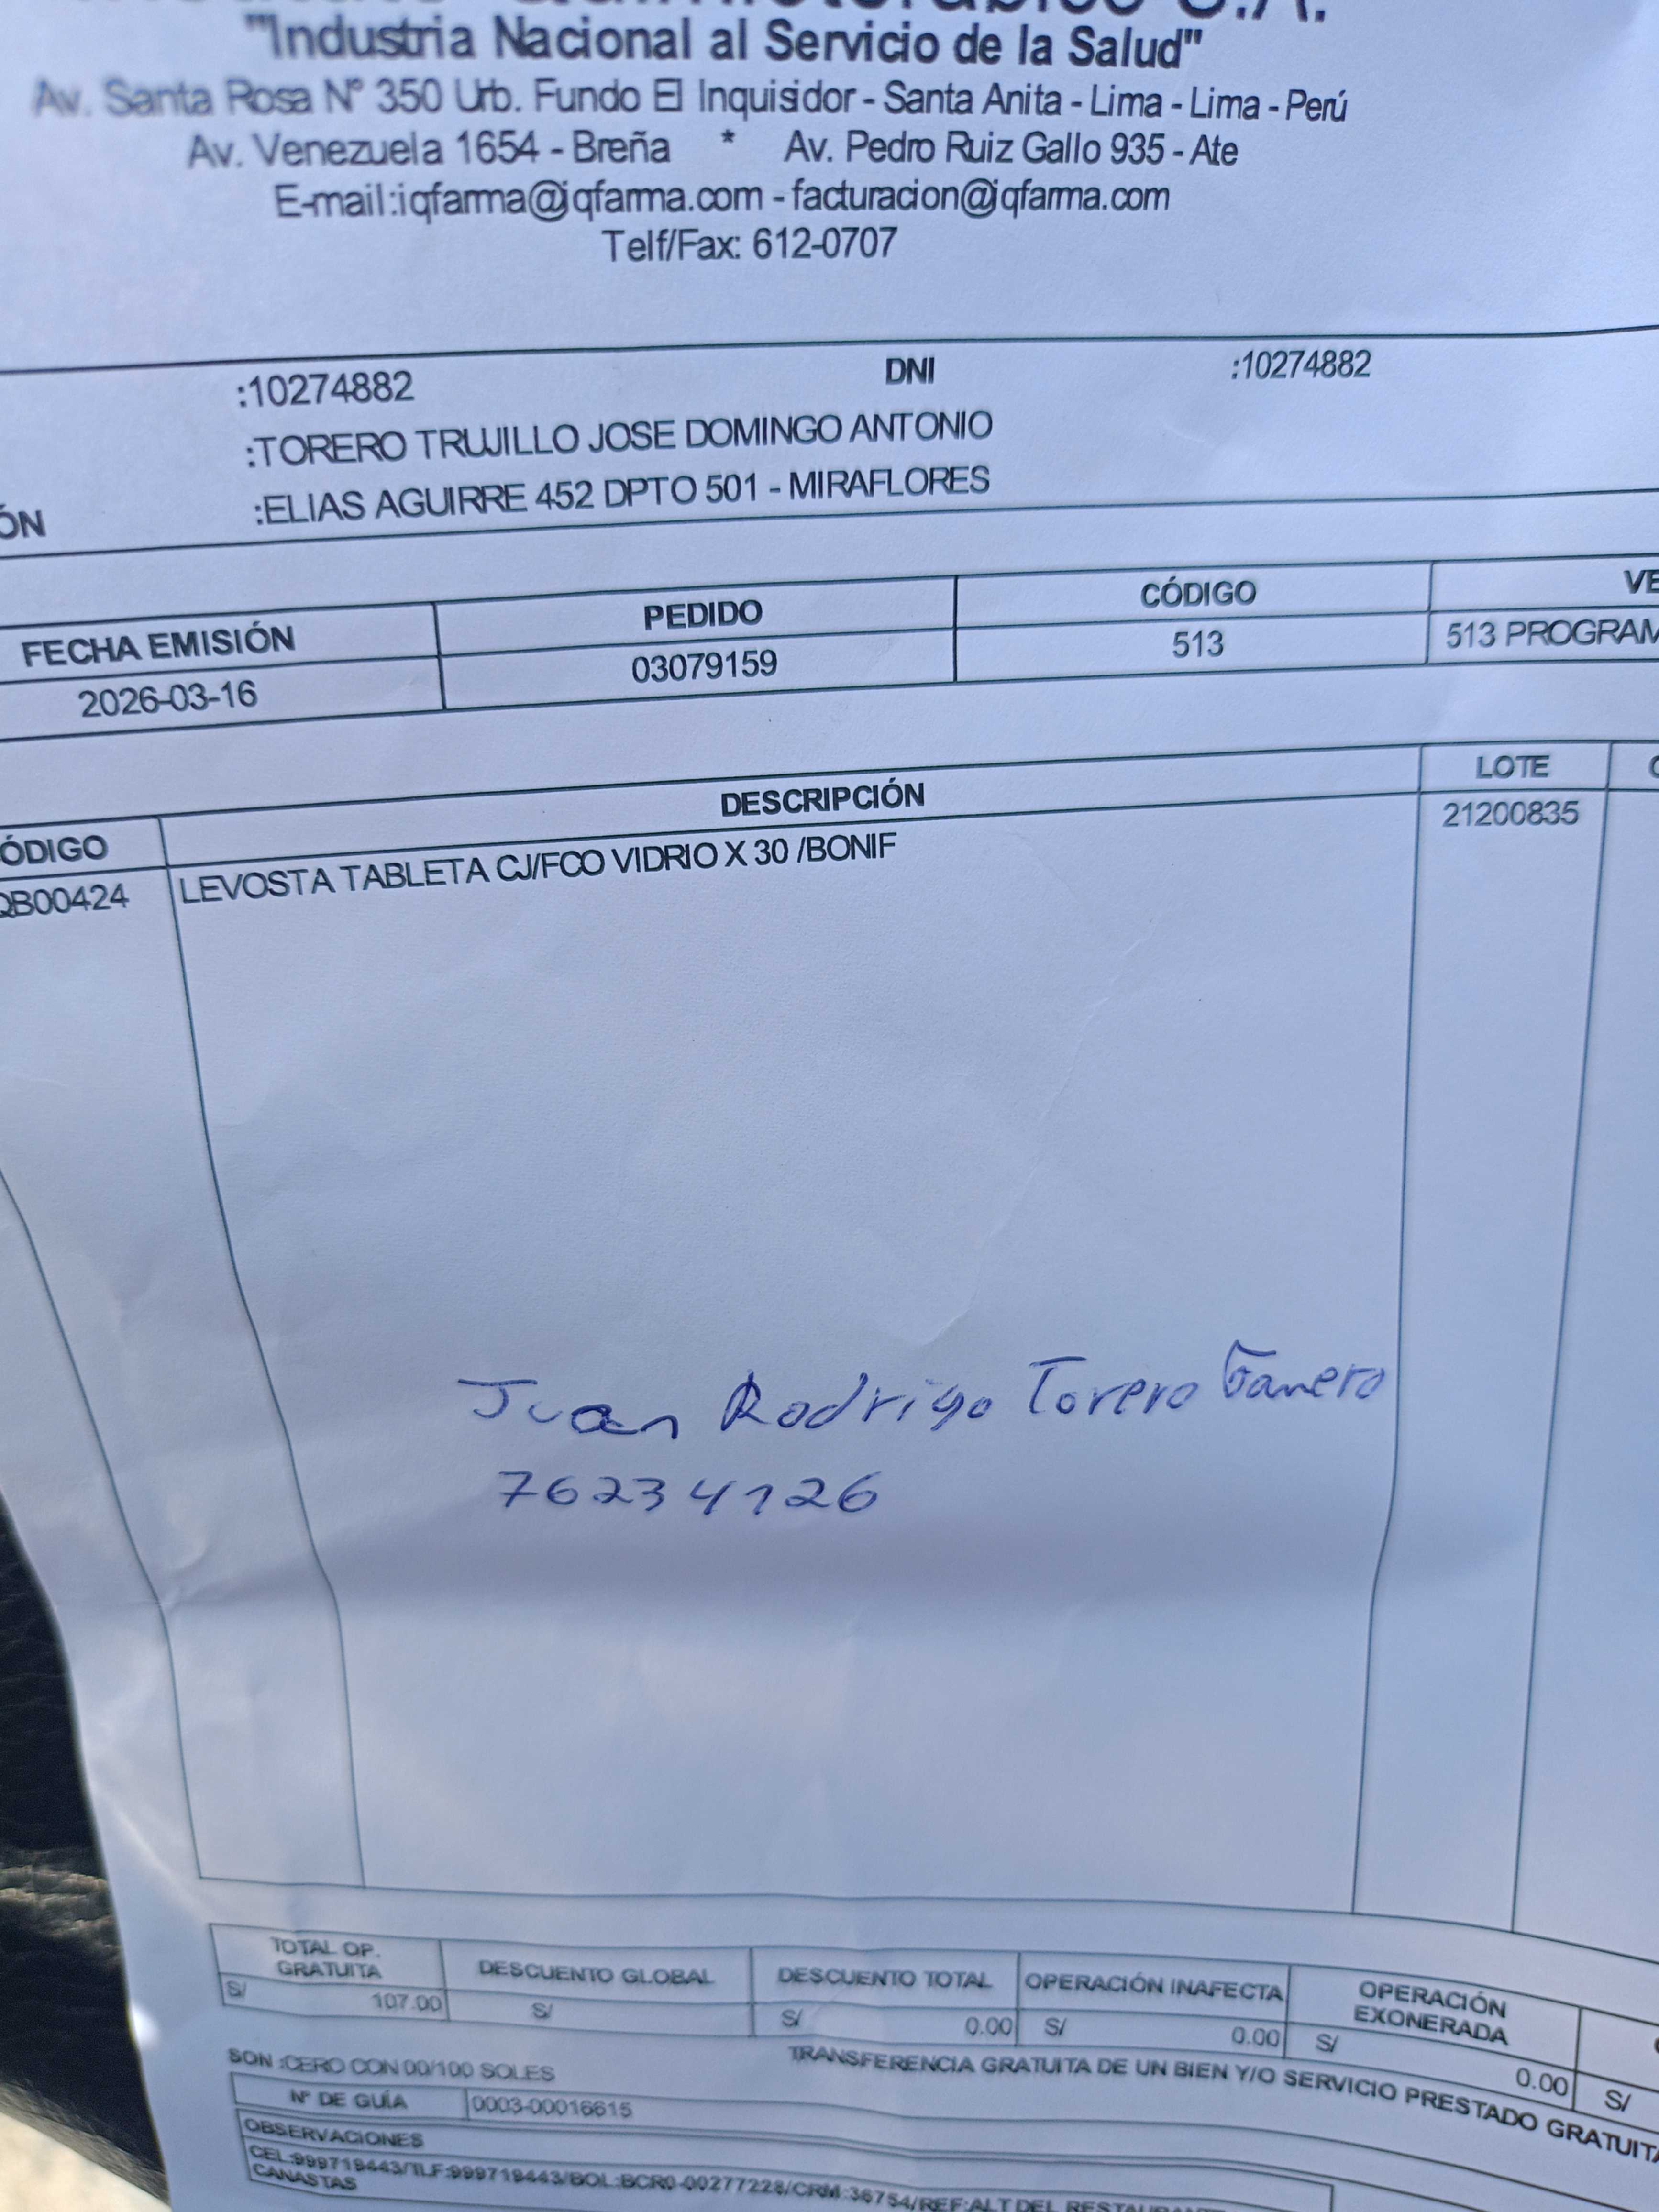 S.A.
"Industria Nacional al Servicio de la Salud"
Av. Santa Rosa N° 350 Urb. Fundo El Inquisidor - Santa Anita - Lima - Lima - Perú
Av. Venezuela 1654 - Breña * Av. Pedro Ruiz Gallo 935 - Ate
E-mail:iqfarma@iqfarma.com - facturacion@iqfarma.com
Telf/Fax: 612-0707
:10274882 DNI :10274882
:TORERO TRUJILLO JOSE DOMINGO ANTONIO
ÓN :ELIAS AGUIRRE 452 DPTO 501 - MIRAFLORES
FECHA EMISIÓN PEDIDO CÓDIGO VE
2026-03-16 03079159 513 513 PROGRAM
ÓDIGO DESCRIPCIÓN LOTE
QB00424 LEVOSTA TABLETA CJ/FCO VIDRIO X 30 /BONIF 21200835
Juan Rodrigo Torero
76234126
TOTAL OP. GRATUITA DESCUENTO GLOBAL DESCUENTO TOTAL OPERACIÓN INAFECTA OPERACIÓN EXONERADA
S/ 107.00 S/ S/ 0.00 S/ 0.00 S/ 0.00 S/
SON :CERO CON 00/100 SOLES TRANSFERENCIA GRATUITA DE UN BIEN Y/O SERVICIO PRESTADO GRATUITA
N° DE GUÍA 0003-00016615
OBSERVACIONES
CEL:999719443/TLF:999719443/BOL:BCR0-00277228/CRM:36754/REF:ALT DEL RESTAURAN
CANASTAS